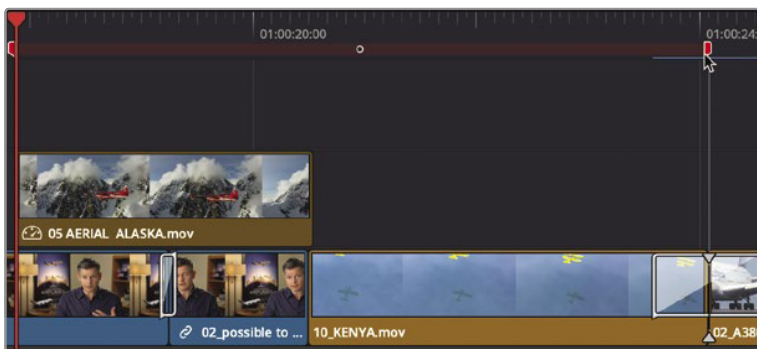 01:00:20:00
01:00:24:
05 AERIAL ALASKA.mov
02_possible to ...
10_KENYA.mov
02_A38